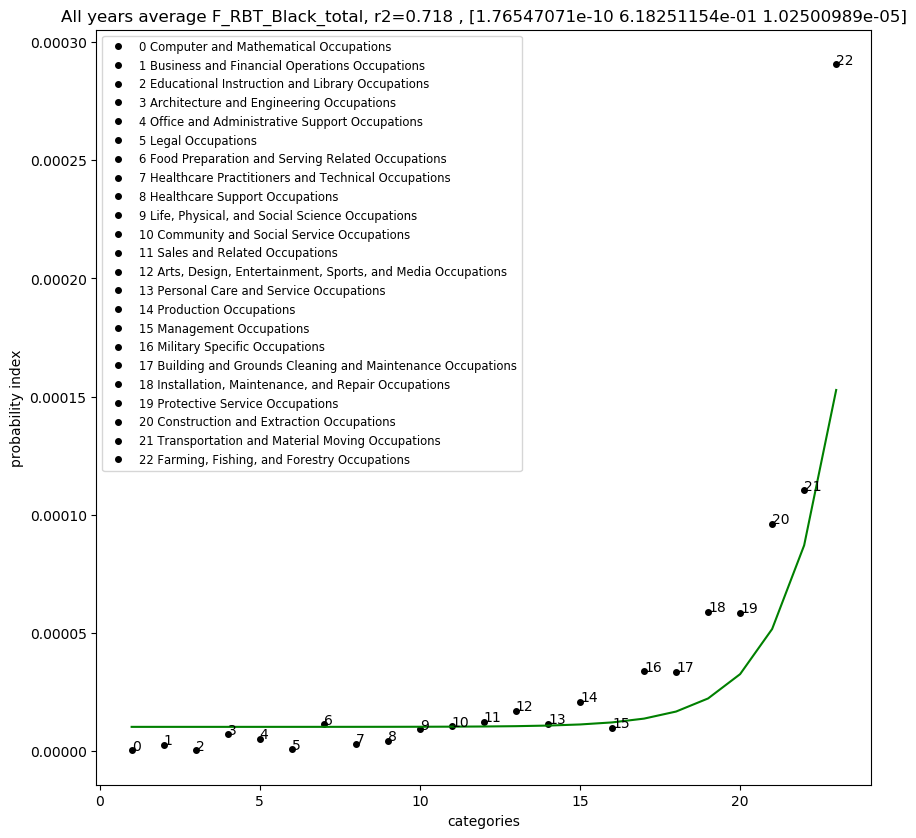 All years average F_RBT_Black_total, r2=0.718 , [1.76547071e-10 6.18251154e-01 1.02500989e-05]
0.00030
0.00025
0.00020
0.00015
0.00010
0.00005
0.00000
probability index
0 Computer and Mathematical Occupations
1 Business and Financial Operations Occupations
2 Educational Instruction and Library Occupations
3 Architecture and Engineering Occupations
4 Office and Administrative Support Occupations
5 Legal Occupations
6 Food Preparation and Serving Related Occupations
7 Healthcare Practitioners and Technical Occupations
8 Healthcare Support Occupations
9 Life, Physical, and Social Science Occupations
10 Community and Social Service Occupations
11 Sales and Related Occupations
12 Arts, Design, Entertainment, Sports, and Media Occupations
13 Personal Care and Service Occupations
14 Production Occupations
15 Management Occupations
16 Military Specific Occupations
17 Building and Grounds Cleaning and Maintenance Occupations
18 Installation, Maintenance, and Repair Occupations
19 Protective Service Occupations
20 Construction and Extraction Occupations
21 Transportation and Material Moving Occupations
22 Farming, Fishing, and Forestry Occupations
0
1
2
3
4
5
6
7
8
9
10
11
12
13
14
15
16
17
18
19
20
21
22
0
5
10
15
20
categories